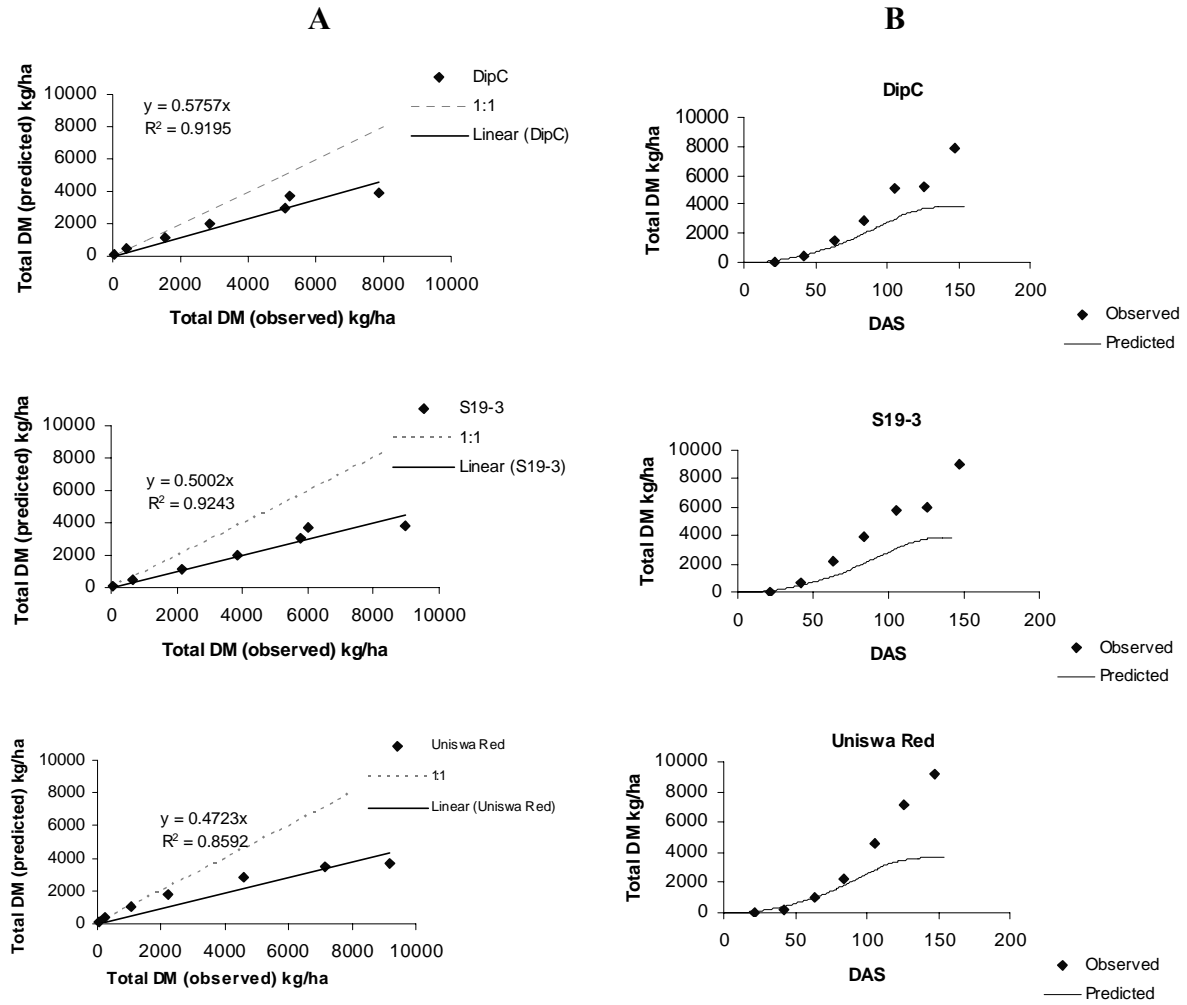 A
B
Total DM (predicted) kg/ha
10000
8000
6000
4000
2000
0
y = 0.5757x
R² = 0.9195
DipC
1:1
Linear (DipC)
0 2000 4000 6000 8000 10000
Total DM (observed) kg/ha
DipC
Total DM kg/ha
10000
8000
6000
4000
2000
0
0 50 100 150 200
DAS
Observed
Predicted
Total DM (predicted) kg/ha
10000
8000
6000
4000
2000
0
y = 0.5002x
R² = 0.9243
S19-3
1:1
Linear (S19-3)
0 2000 4000 6000 8000 10000
Total DM (observed) kg/ha
S19-3
Total DM kg/ha
10000
8000
6000
4000
2000
0
0 50 100 150 200
DAS
Observed
Predicted
Total DM (predicted) kg/ha
10000
8000
6000
4000
2000
0
y = 0.4723x
R² = 0.8592
Uniswa Red
1:1
Linear (Uniswa Red)
0 2000 4000 6000 8000 10000
Total DM (observed) kg/ha
Uniswa Red
Total DM kg/ha
10000
8000
6000
4000
2000
0
0 50 100 150 200
DAS
Observed
Predicted